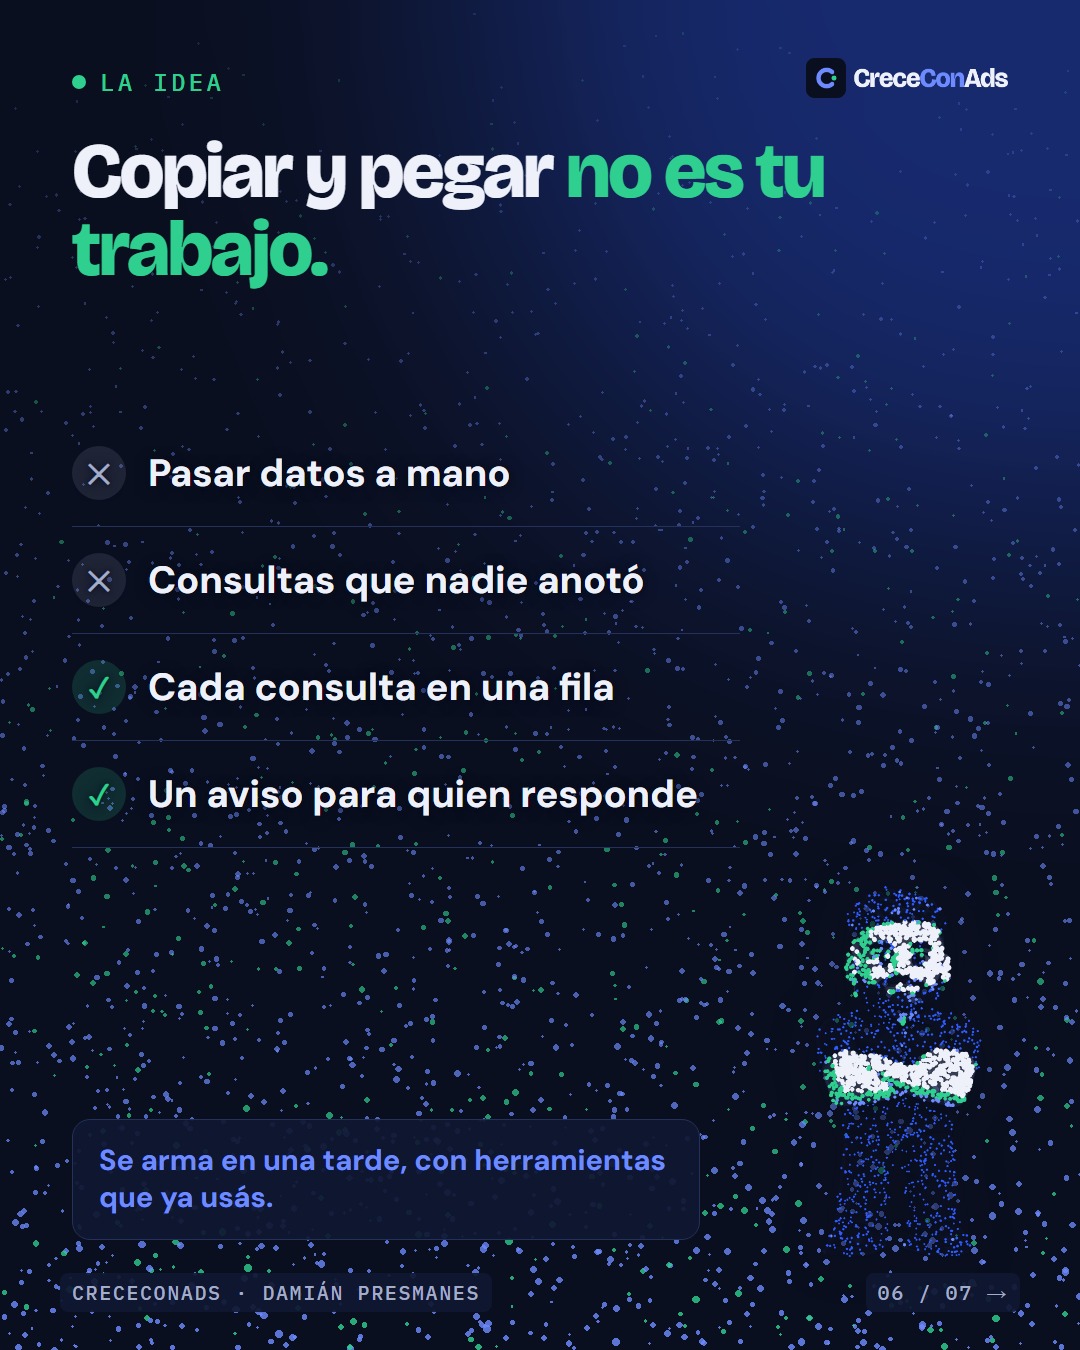 LA IDEA
CreceConAds
Copiar y pegar no es tu
trabajo.
Pasar datos a mano
Consultas que nadie anotó
Cada consulta en una fila
Un aviso para quien responde
Se arma en una tarde, con herramientas
que ya usás.
CRECECONADS · DAMIÁN PRESMANES
06 / 07 →